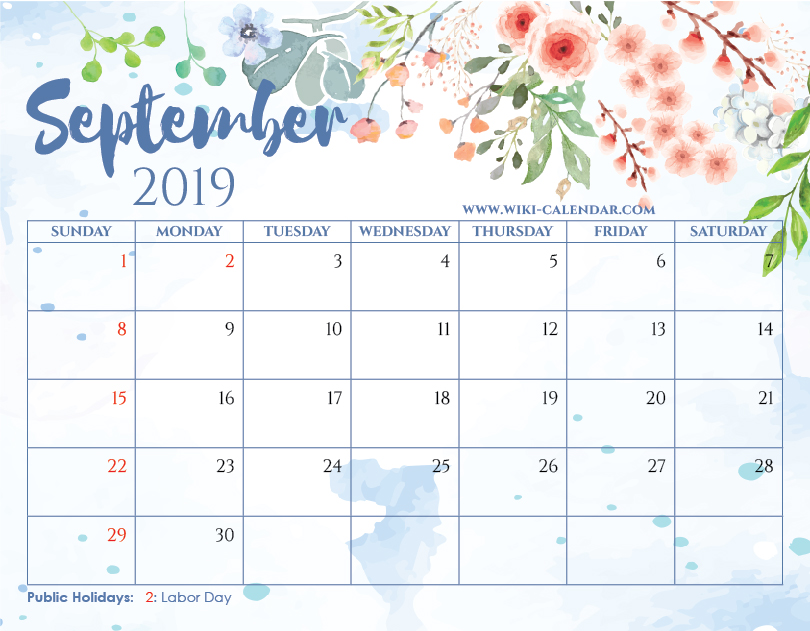 September
2019
WWW.WIKI-CALENDAR.COM
SUNDAY MONDAY TUESDAY WEDNESDAY THURSDAY FRIDAY SATURDAY
1 2 3 4 5 6 7
8 9 10 11 12 13 14
15 16 17 18 19 20 21
22 23 24 25 26 27 28
29 30
Public Holidays: 2: Labor Day